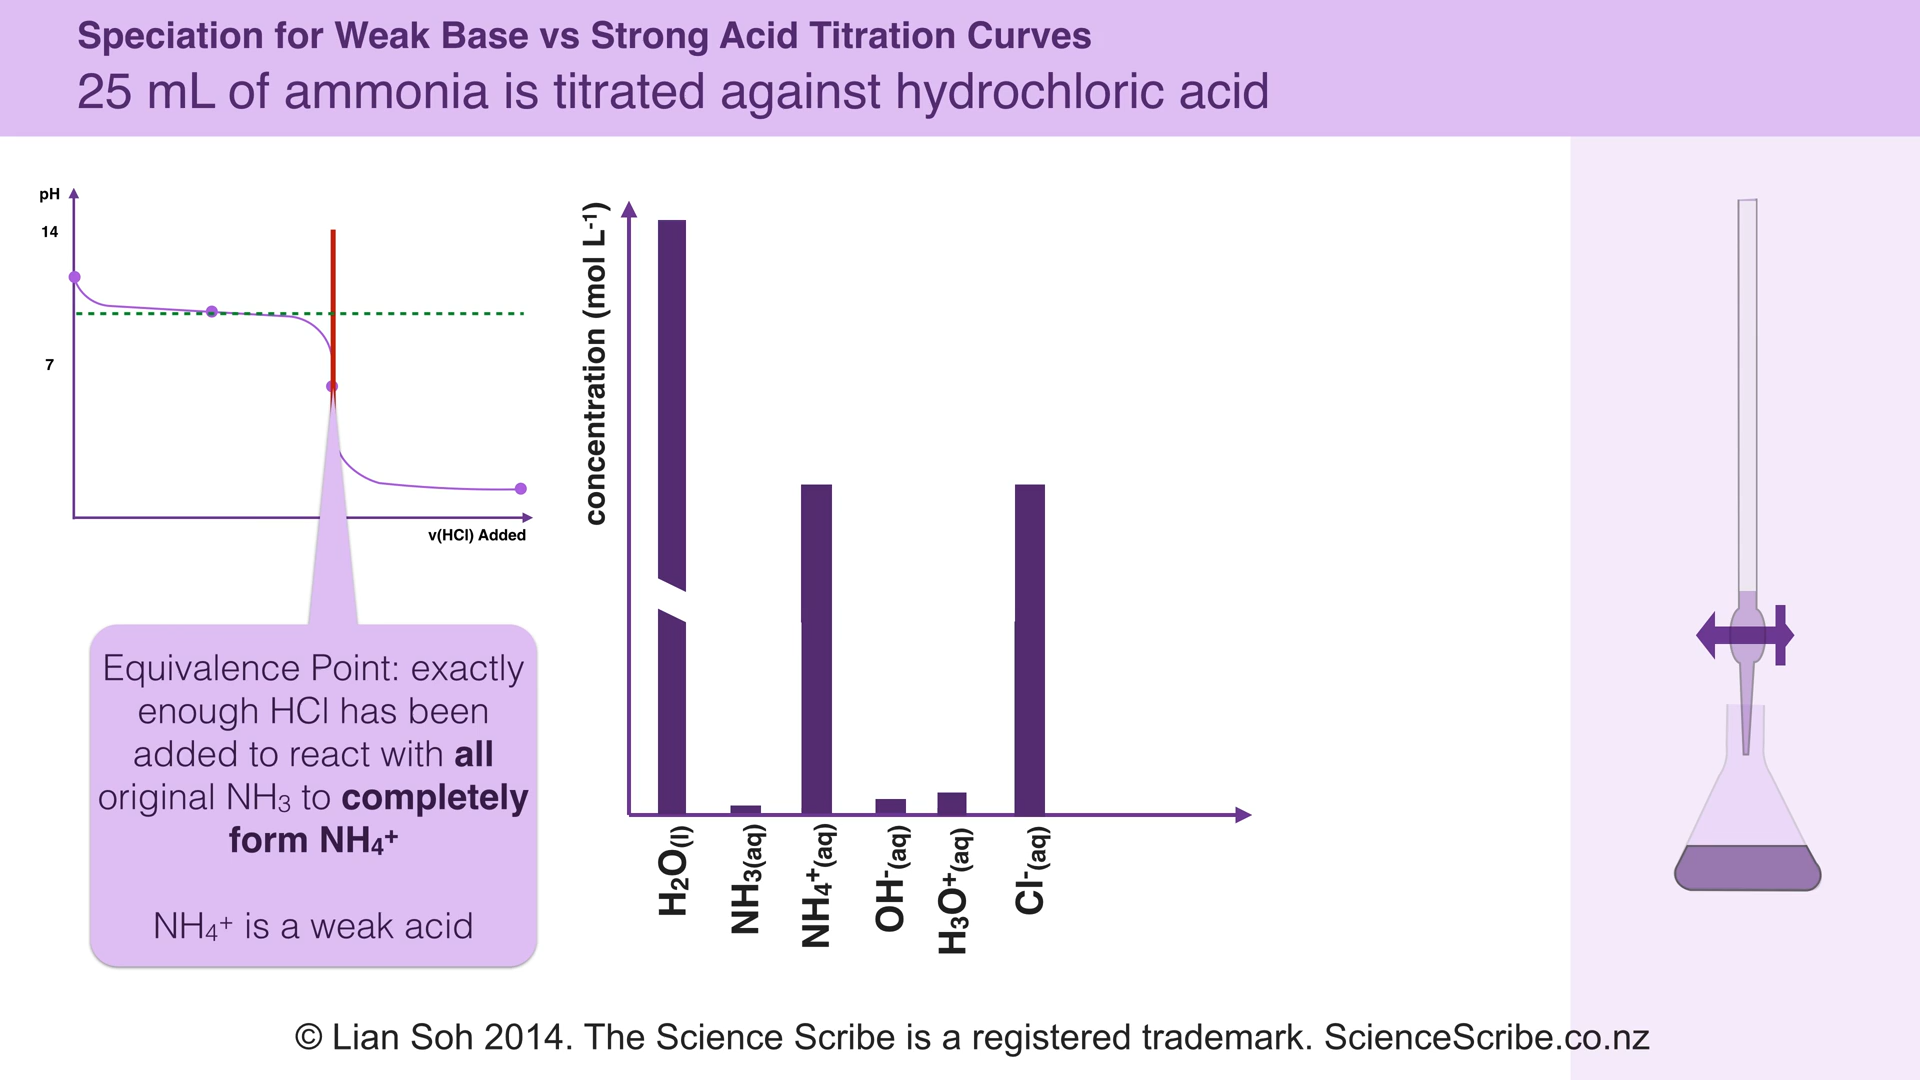 Speciation for Weak Base vs Strong Acid Titration Curves
25 mL of ammonia is titrated against hydrochloric acid
pH
14
7
v(HCl) Added
Equivalence Point: exactly
enough HCl has been
added to react with all
original NH₃ to completely
form NH₄⁺
NH₄⁺ is a weak acid
concentration (mol L⁻¹)
H₂O(l)
NH₃(aq)
NH₄⁺(aq)
OH⁻(aq)
H₃O⁺(aq)
Cl⁻(aq)
© Lian Soh 2014. The Science Scribe is a registered trademark. ScienceScribe.co.nz